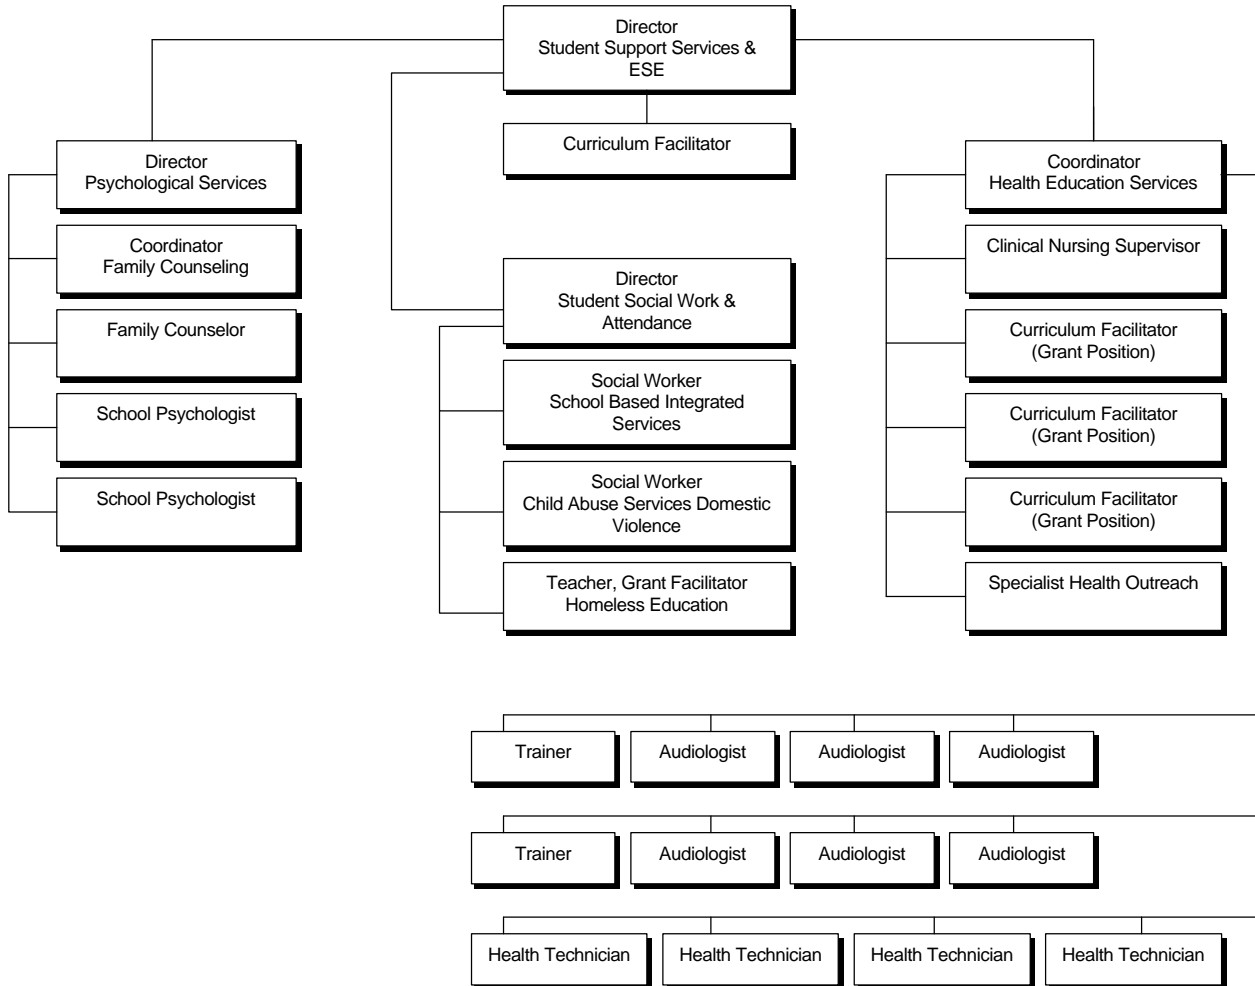 Director
Student Support Services &
ESE
Curriculum Facilitator
Director
Psychological Services
Coordinator
Family Counseling
Family Counselor
School Psychologist
School Psychologist
Director
Student Social Work &
Attendance
Social Worker
School Based Integrated
Services
Social Worker
Child Abuse Services Domestic
Violence
Teacher, Grant Facilitator
Homeless Education
Coordinator
Health Education Services
Clinical Nursing Supervisor
Curriculum Facilitator
(Grant Position)
Curriculum Facilitator
(Grant Position)
Curriculum Facilitator
(Grant Position)
Specialist Health Outreach
Trainer
Audiologist
Audiologist
Audiologist
Trainer
Audiologist
Audiologist
Audiologist
Health Technician
Health Technician
Health Technician
Health Technician